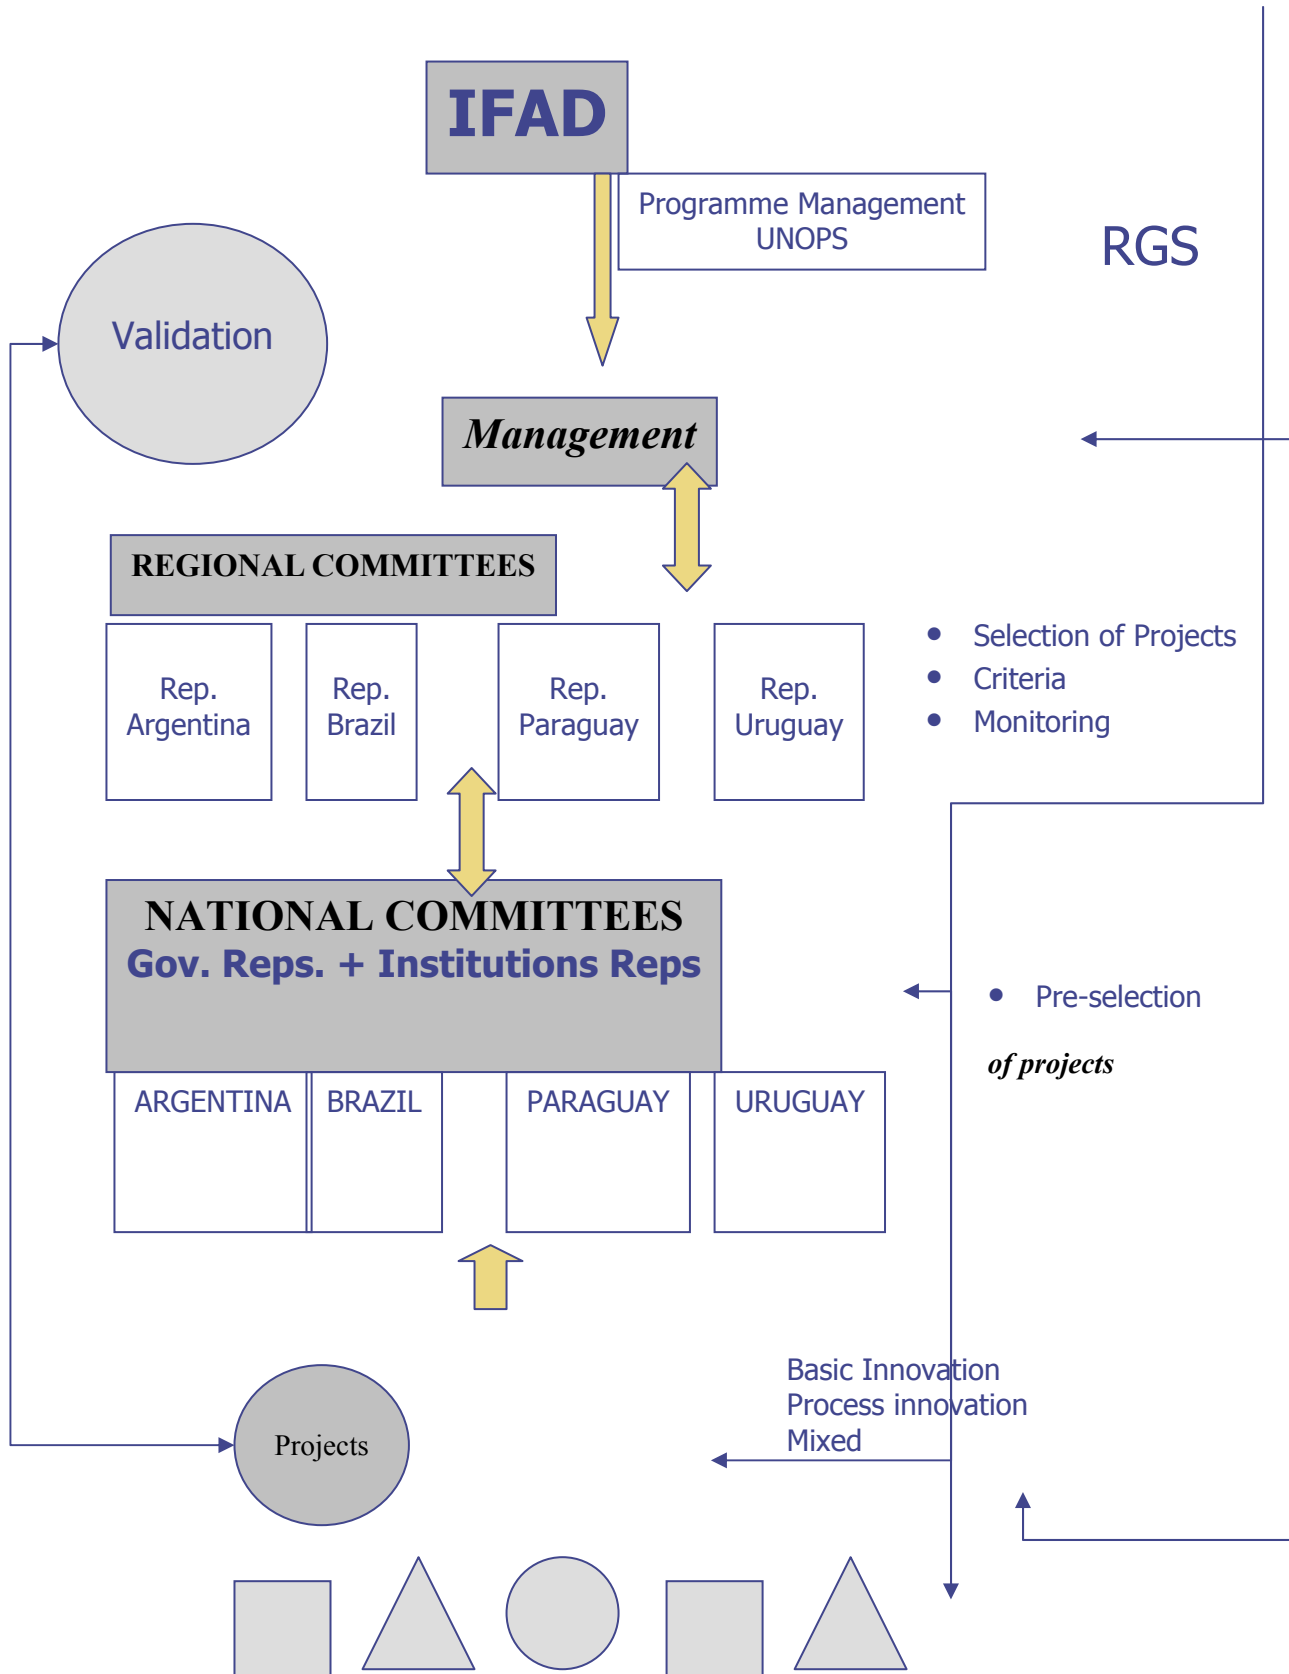 IFAD
Programme Management
UNOPS
RGS
Validation
Management
REGIONAL COMMITTEES
Rep.
Argentina
Rep.
Brazil
Rep.
Paraguay
Rep.
Uruguay
• Selection of Projects
• Criteria
• Monitoring
NATIONAL COMMITTEES
Gov. Reps. + Institutions Reps
• Pre-selection
of projects
ARGENTINA
BRAZIL
PARAGUAY
URUGUAY
Basic Innovation
Process innovation
Mixed
Projects